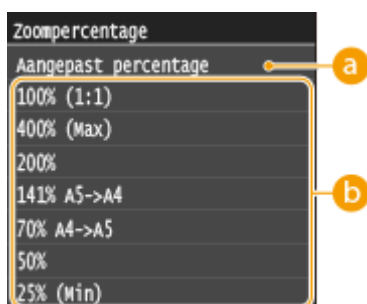 Zoompercentage
Aangepast percentage
a
100% (1:1)
400% (Max)
200%
141% A5->A4
b
70% A4->A5
50%
25% (Min)